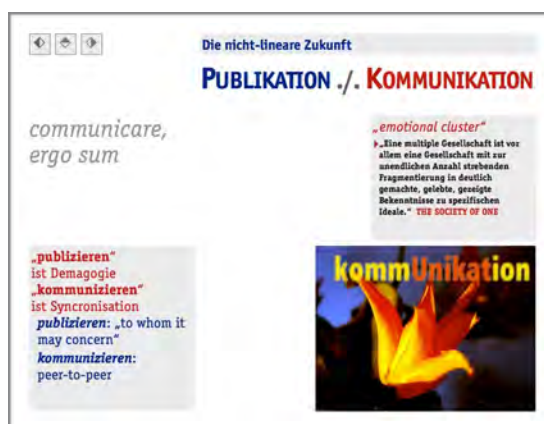 Die nicht-lineare Zukunft
PUBLIKATION ./. KOMMUNIKATION
communicare,
ergo sum
„emotional cluster“
„Eine multiple Gesellschaft ist vor
allem eine Gesellschaft mit zur
unendlichen Anzahl strebenden
Fragmentierung in deutlich
gemachte, gelebte, gezeigte
Bekenntnisse zu spezifischen
Ideale.“ THE SOCIETY OF ONE
„publizieren“
ist Demagogie
„kommunizieren“
ist Syncronisation
publizieren: „to whom it
may concern“
kommunizieren:
peer-to-peer
kommUnikation